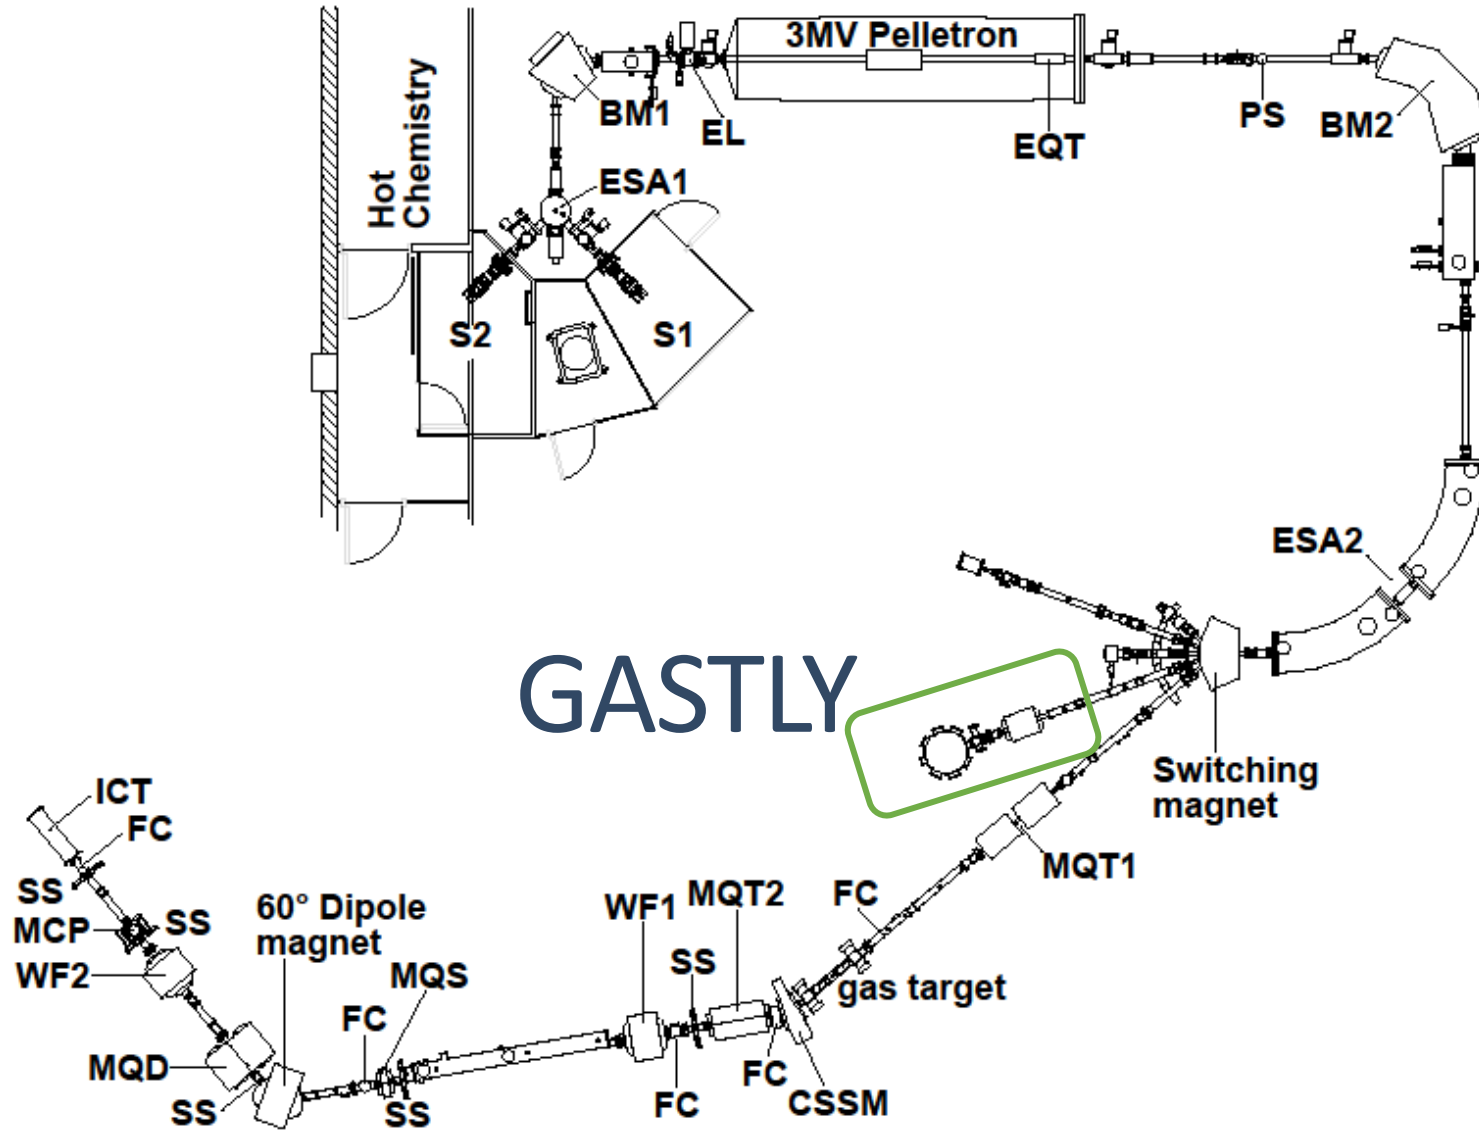 3MV Pelletron
BM1
EL
EQT
PS
BM2
Hot
Chemistry
ESA1
S2
S1
ESA2
GASTLY
Switching
magnet
ICT
FC
SS
MCP
SS
WF2
60° Dipole
magnet
MQS
FC
WF1
MQT2
FC
MQT1
SS
gas target
MQD
SS
SS
FC
FC
CSSM